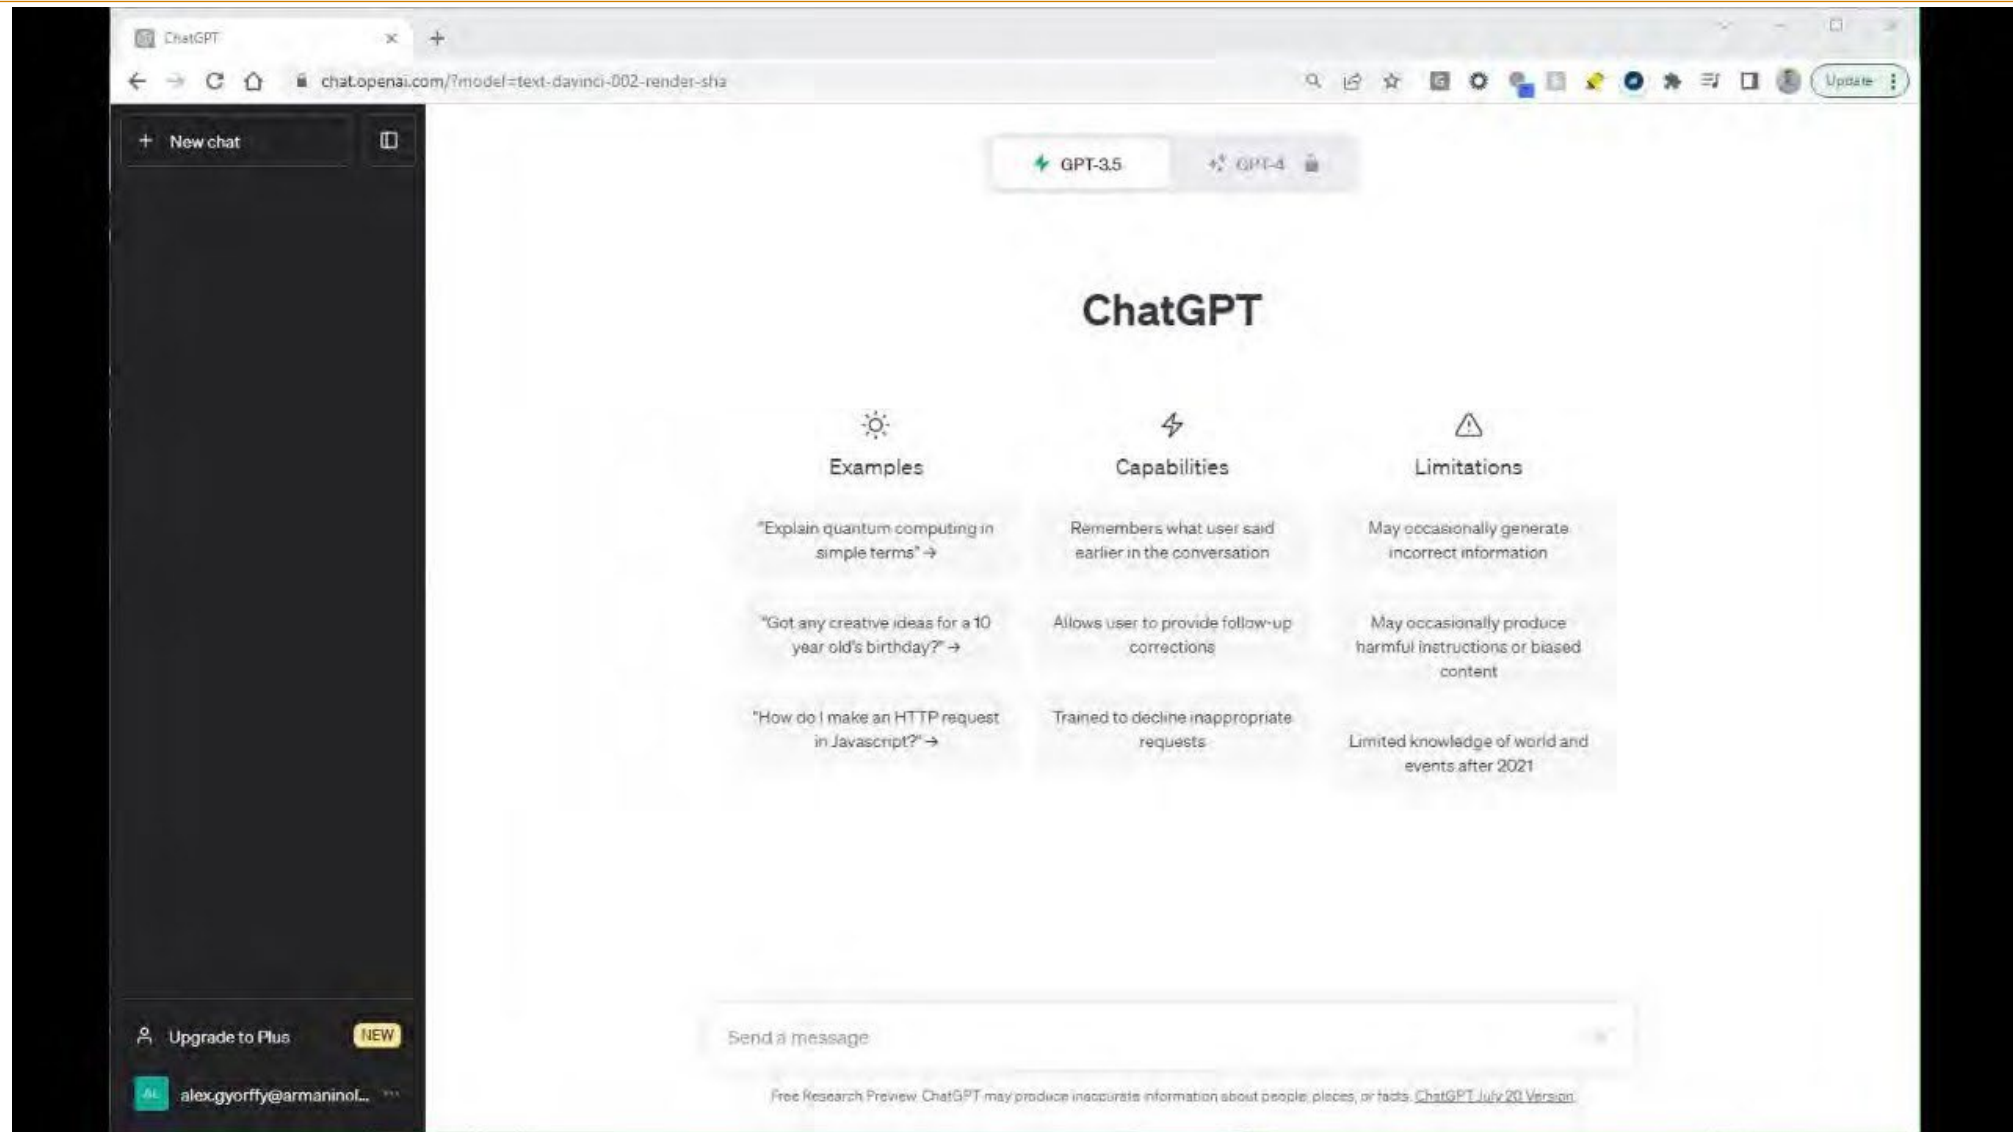 ChatGPT
chat.openai.com/?model=text-davinci-002-render-sha
Update
New chat
GPT-3.5
GPT-4
ChatGPT
Examples
"Explain quantum computing in
simple terms" →
"Got any creative ideas for a 10
year old's birthday?" →
"How do I make an HTTP request
in Javascript?" →
Capabilities
Remembers what user said
earlier in the conversation
Allows user to provide follow-up
corrections
Trained to decline inappropriate
requests
Limitations
May occasionally generate
incorrect information
May occasionally produce
harmful instructions or biased
content
Limited knowledge of world and
events after 2021
Upgrade to Plus
NEW
AL
alex.gyorffy@armaninol...
Send a message
Free Research Preview. ChatGPT may produce inaccurate information about people, places, or facts. ChatGPT July 20 Version